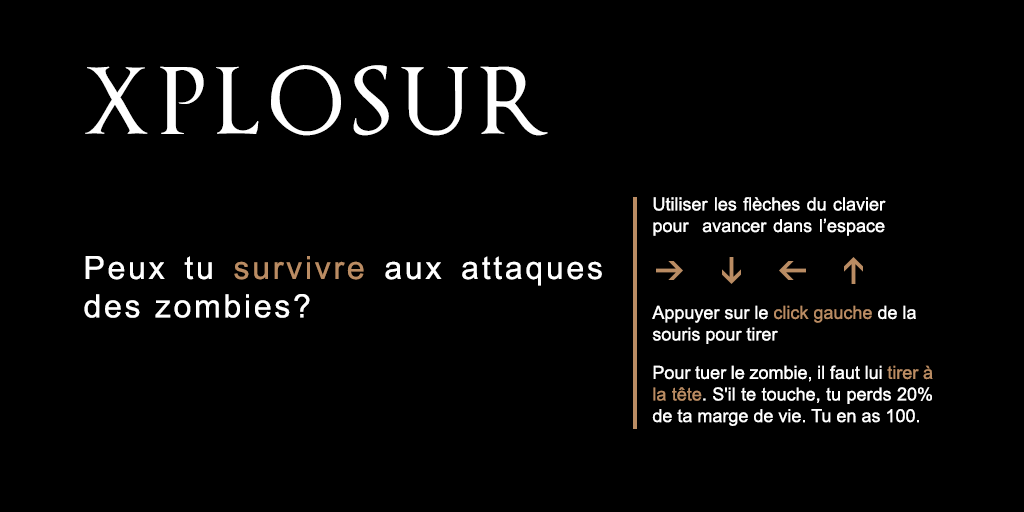 XPLOSUR
Peux tu survivre aux attaques
des zombies?
Utiliser les flèches du clavier
pour avancer dans l'espace
→ ↓ ← ↑
Appuyer sur le click gauche de la
souris pour tirer
Pour tuer le zombie, il faut lui tirer à
la tête. S'il te touche, tu perds 20%
de ta marge de vie. Tu en as 100.